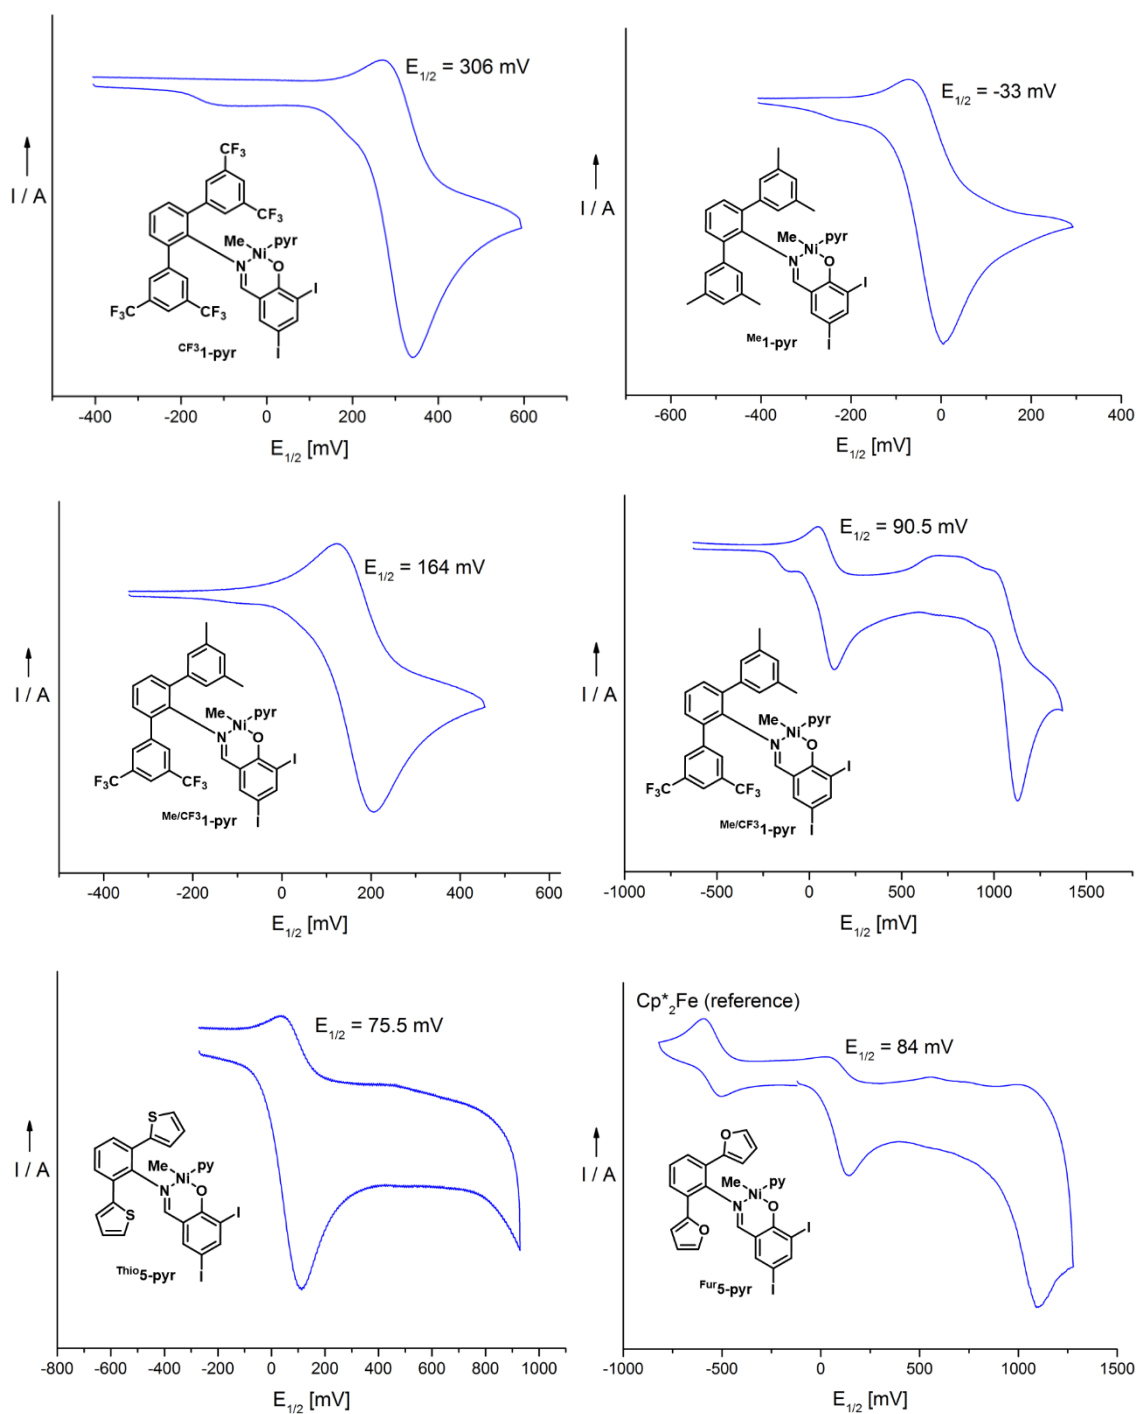 E1/2 = 306 mV
I / A
CF3
CF3
Me
pyr
Ni
N
O
I
F3C
CF3
I
CF31-pyr
-400 -200 0 200 400 600
E1/2 [mV]
E1/2 = -33 mV
I / A
Me
pyr
Ni
N
O
I
I
Me1-pyr
-600 -400 -200 0 200 400
E1/2 [mV]
E1/2 = 164 mV
I / A
Me
pyr
Ni
N
O
I
F3C
CF3
I
Me/CF31-pyr
-400 -200 0 200 400 600
E1/2 [mV]
E1/2 = 90.5 mV
I / A
Me
pyr
Ni
N
O
I
F3C
CF3
I
Me/CF31-pyr
-1000 -500 0 500 1000 1500
E1/2 [mV]
E1/2 = 75.5 mV
I / A
S
Me
py
Ni
N
O
S
I
I
Thio5-pyr
-800 -600 -400 -200 0 200 400 600 800 1000
E1/2 [mV]
Cp*2Fe (reference)
E1/2 = 84 mV
I / A
O
Me
py
Ni
N
O
O
I
I
Fur5-pyr
-1000 -500 0 500 1000 1500
E1/2 [mV]